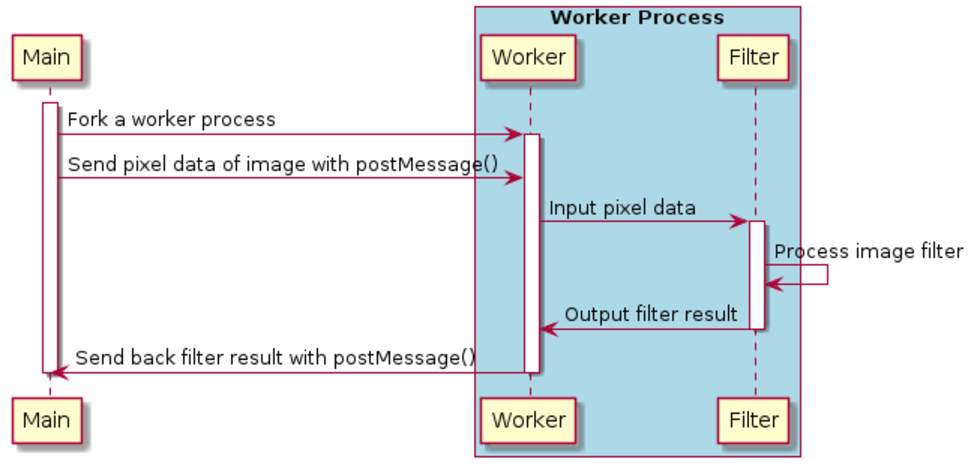 Worker Process
Main
Worker
Filter
Fork a worker process
Send pixel data of image with postMessage()
Input pixel data
Process image filter
Output filter result
Send back filter result with postMessage()
Main
Worker
Filter